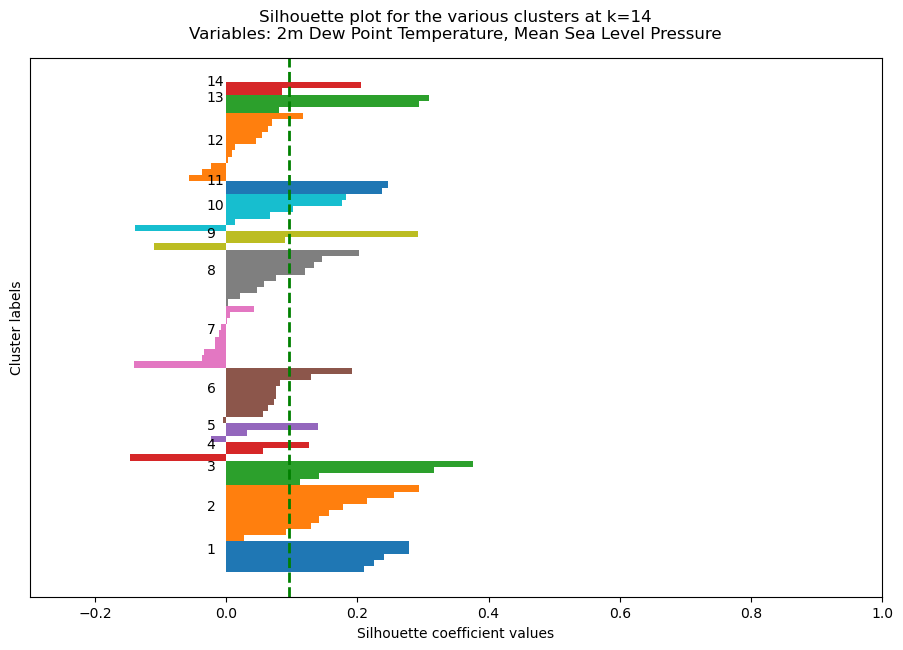 Silhouette plot for the various clusters at k=14
Variables: 2m Dew Point Temperature, Mean Sea Level Pressure
14
13
12
11
10
9
8
7
6
5
4
3
2
1
Cluster labels
−0.2 0.0 0.2 0.4 0.6 0.8 1.0
Silhouette coefficient values